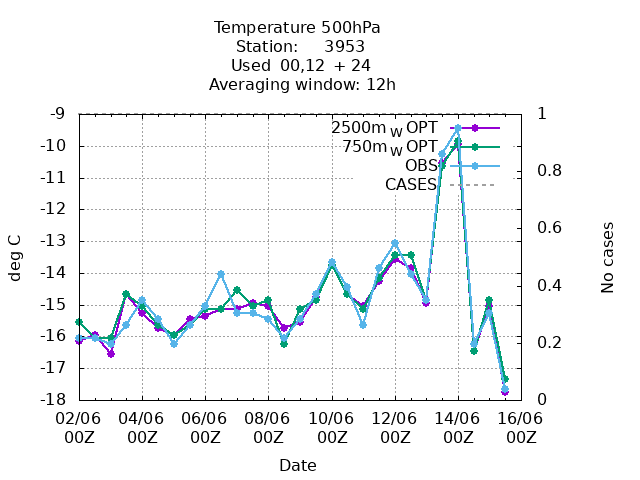 Temperature 500hPa
Station: 3953
Used 00,12 + 24
Averaging window: 12h
-9 1
2500m W OPT
-10 750m W OPT
OBS 0.8
-11 CASES
-12
0.6
-13
-14 0.4
-15
-16 0.2
-17
-18 0
deg C
No cases
02/06 04/06 06/06 08/06 10/06 12/06 14/06 16/06
00Z 00Z 00Z 00Z 00Z 00Z 00Z 00Z
Date